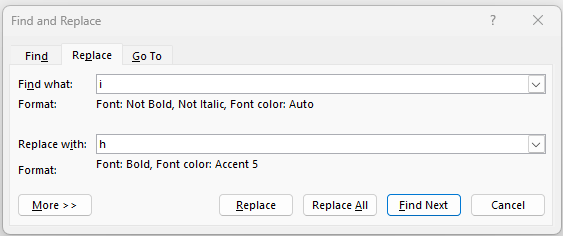 Find and Replace
Find Replace Go To
Find what: i
Format: Font: Not Bold, Not Italic, Font color: Auto
Replace with: h
Format: Font: Bold, Font color: Accent 5
More >> Replace Replace All Find Next Cancel